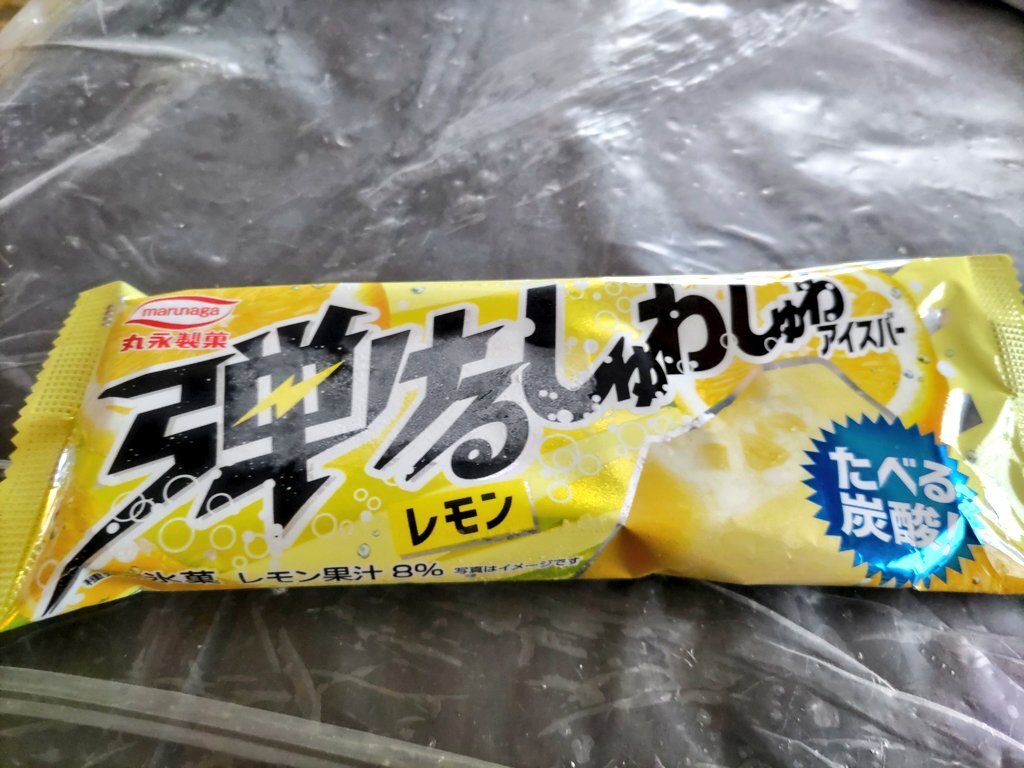 marunaga
丸永製菓
弾ける
しゅわしゅわ
アイスバー
レモン
たべる
炭酸!
氷菓 レモン果汁 8% 写真はイメージです